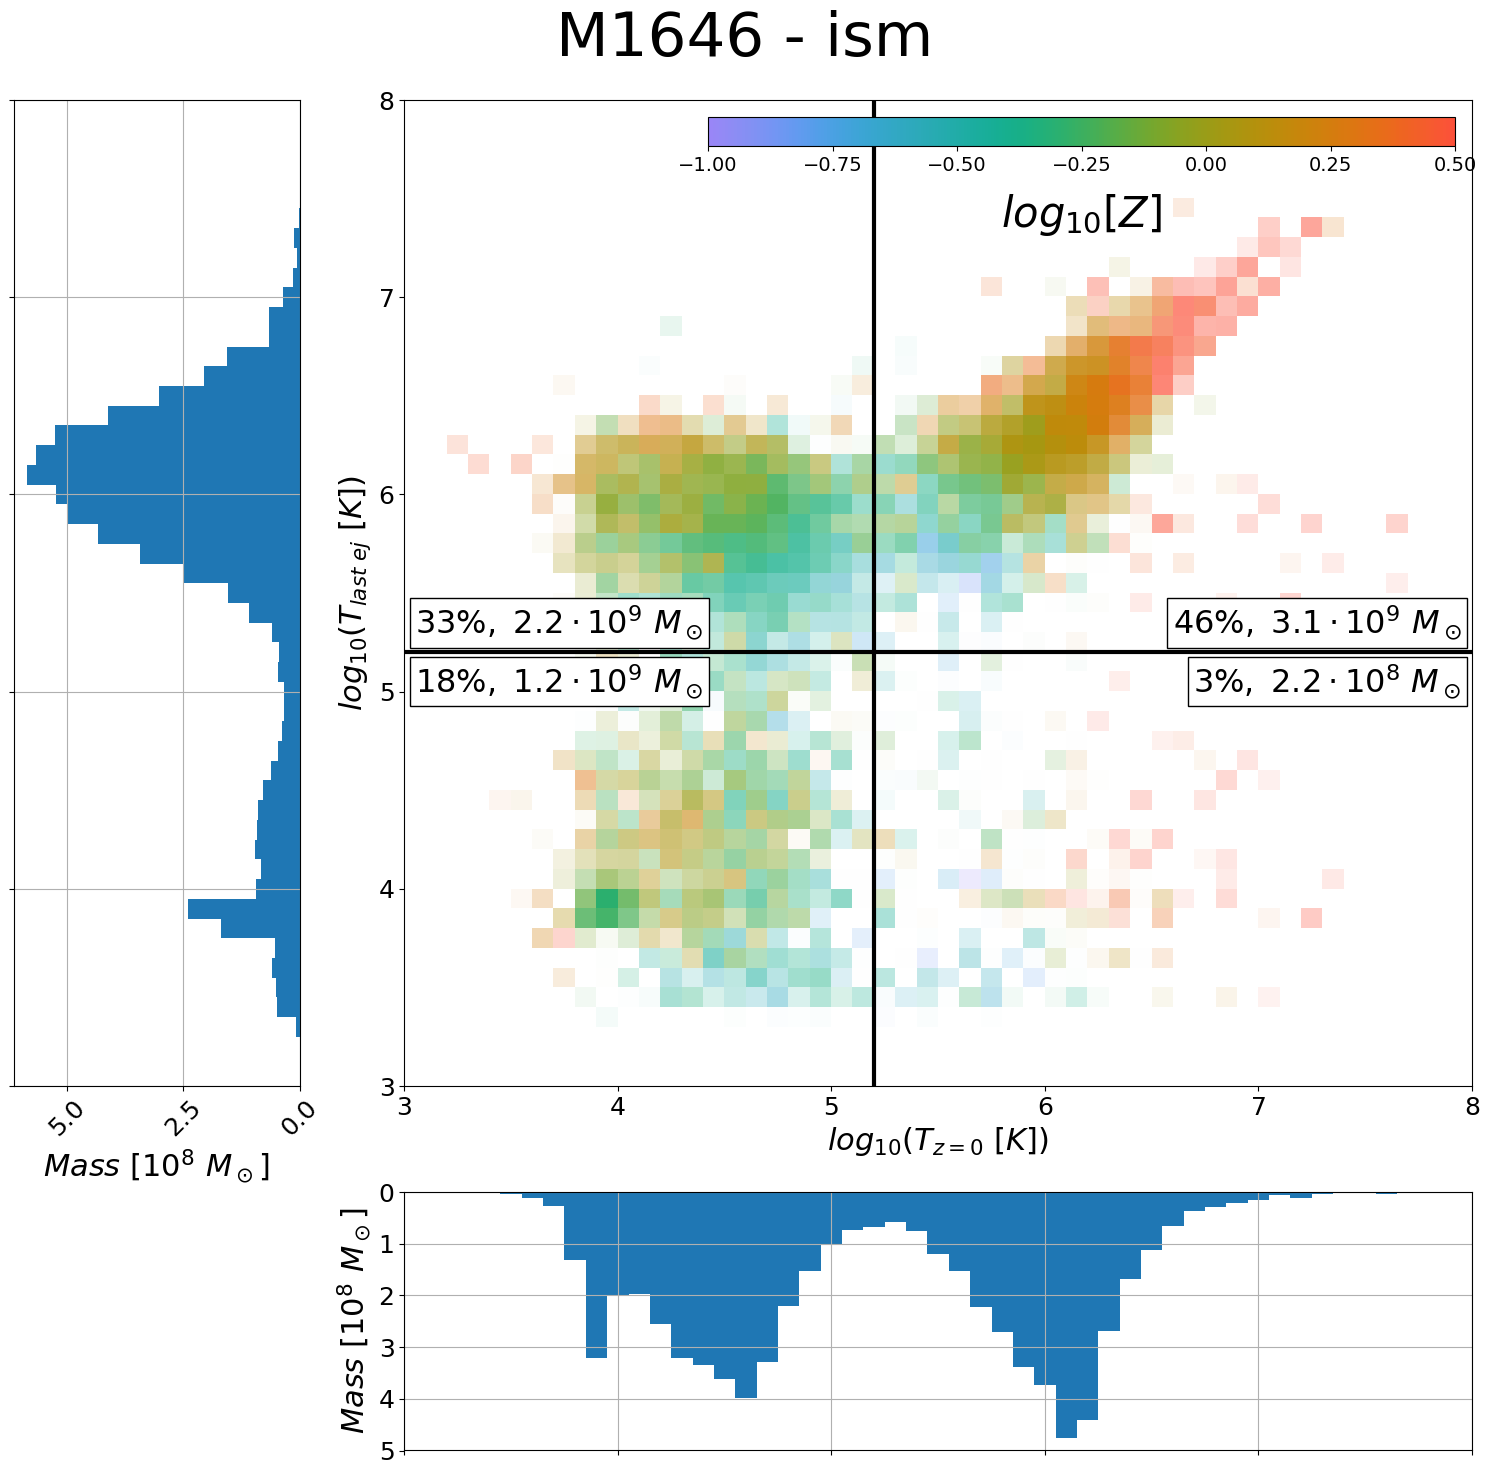 M1646 - ism
8
7
6
5
4
3
log10(Tlast ej [K])
−1.00 −0.75 −0.50 −0.25 0.00 0.25 0.50
log10[Z]
33%, 2.2 · 10^9 M⊙
46%, 3.1 · 10^9 M⊙
18%, 1.2 · 10^9 M⊙
3%, 2.2 · 10^8 M⊙
3 4 5 6 7 8
log10(Tz=0 [K])
5.0 2.5 0.0
Mass [10^8 M⊙]
0
1
2
3
4
5
Mass [10^8 M⊙]